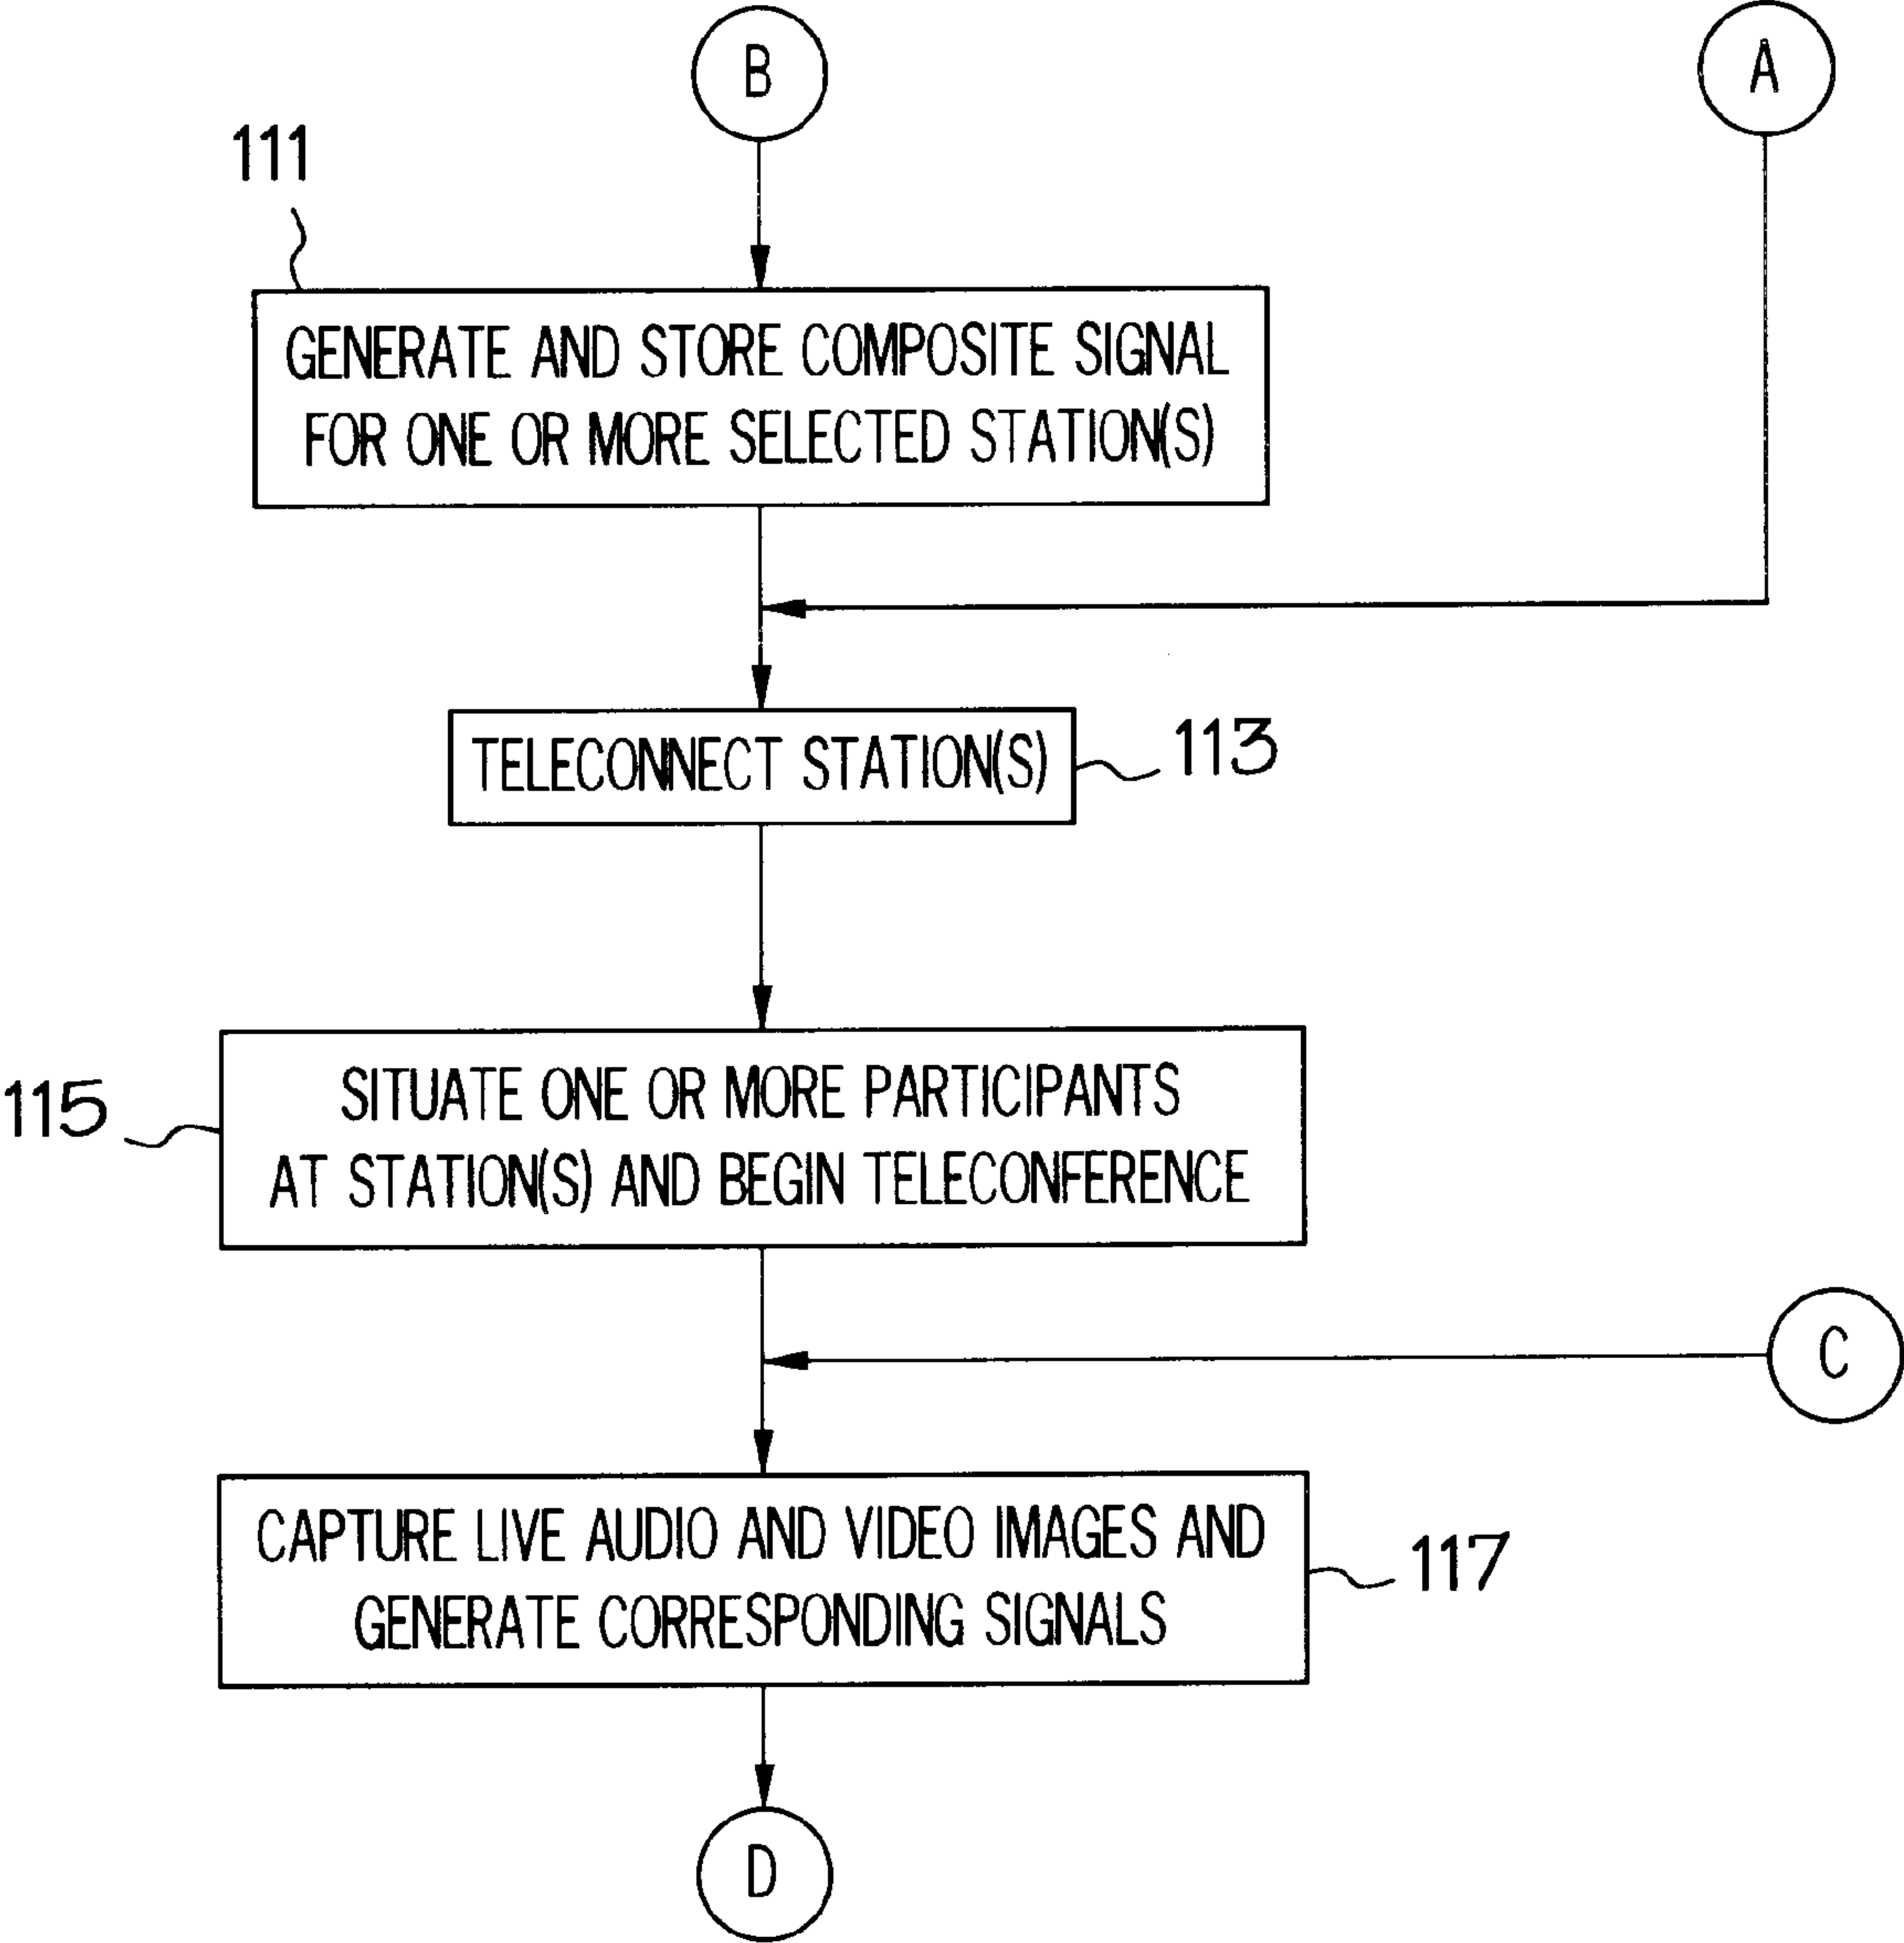 B
A
111
GENERATE AND STORE COMPOSITE SIGNAL
FOR ONE OR MORE SELECTED STATION(S)
TELECONNECT STATION(S)
113
115
SITUATE ONE OR MORE PARTICIPANTS
AT STATION(S) AND BEGIN TELECONFERENCE
C
CAPTURE LIVE AUDIO AND VIDEO IMAGES AND
GENERATE CORRESPONDING SIGNALS
117
D